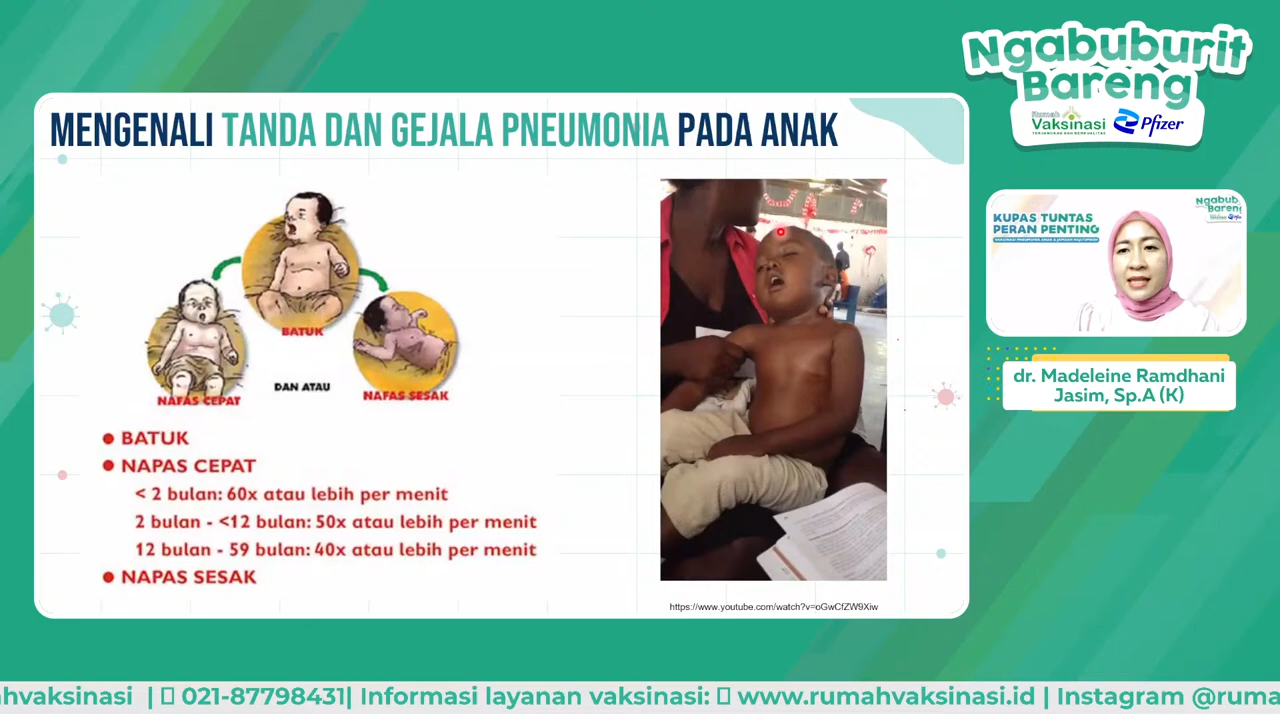 Ngabuburit
Bareng
Rumah
Vaksinasi
Pfizer
MENGENALI TANDA DAN GEJALA PNEUMONIA PADA ANAK
BATUK
NAFAS CEPAT
DAN ATAU
NAFAS SESAK
● BATUK
● NAPAS CEPAT
< 2 bulan: 60x atau lebih per menit
2 bulan - <12 bulan: 50x atau lebih per menit
12 bulan - 59 bulan: 40x atau lebih per menit
● NAPAS SESAK
https://www.youtube.com/watch?v=oGwCfZW9Xiw
Ngabub
Bareng
KUPAS TUNTAS
PERAN PENTING
dr. Madeleine Ramdhani
Jasim, Sp.A (K)
hvaksinasi | 021-87798431| Informasi layanan vaksinasi: www.rumahvaksinasi.id | Instagram @ruma